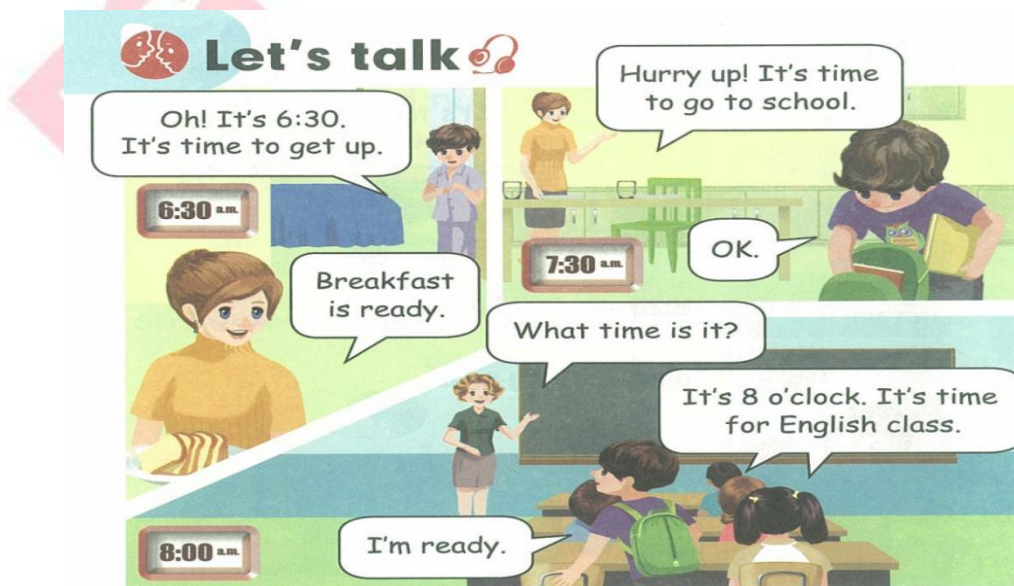 Let's talk
Oh! It's 6:30.
It's time to get up.
6:30 a.m.
Breakfast
is ready.
Hurry up! It's time
to go to school.
OK.
7:30 a.m.
What time is it?
It's 8 o'clock. It's time
for English class.
I'm ready.
8:00 a.m.